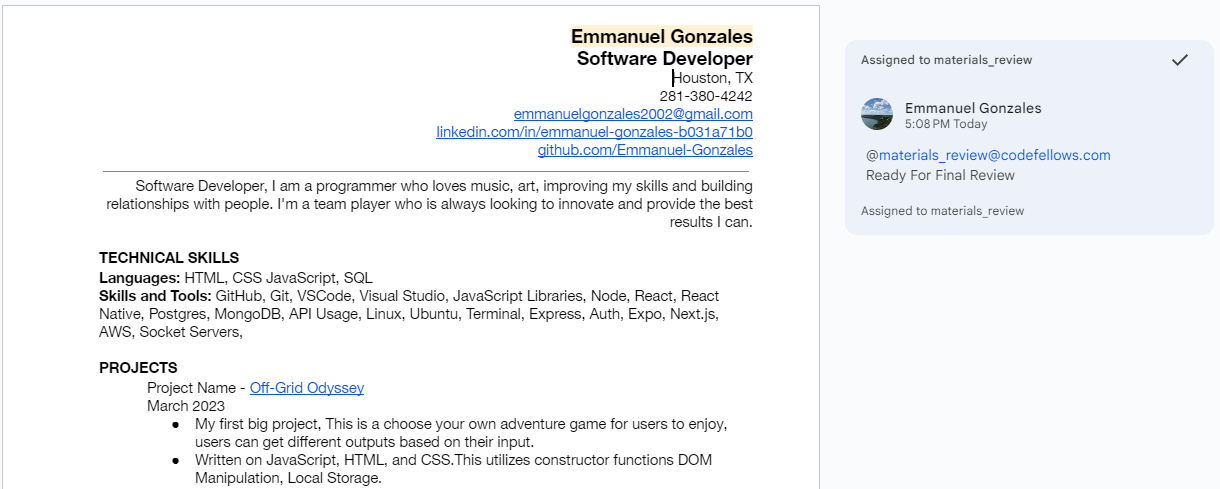 Emmanuel Gonzales
Software Developer
Houston, TX
281-380-4242
emmanuelgonzales2002@gmail.com
linkedin.com/in/emmanuel-gonzales-b031a71b0
github.com/Emmanuel-Gonzales
Software Developer, I am a programmer who loves music, art, improving my skills and building
relationships with people. I'm a team player who is always looking to innovate and provide the best
results I can.
TECHNICAL SKILLS
Languages: HTML, CSS JavaScript, SQL
Skills and Tools: GitHub, Git, VSCode, Visual Studio, JavaScript Libraries, Node, React, React
Native, Postgres, MongoDB, API Usage, Linux, Ubuntu, Terminal, Express, Auth, Expo, Next.js,
AWS, Socket Servers,
PROJECTS
Project Name - Off-Grid Odyssey
March 2023
● My first big project, This is a choose your own adventure game for users to enjoy,
users can get different outputs based on their input.
● Written on JavaScript, HTML, and CSS.This utilizes constructor functions DOM
Manipulation, Local Storage.
Assigned to materials_review
Emmanuel Gonzales
5:08 PM Today
@materials_review@codefellows.com
Ready For Final Review
Assigned to materials_review